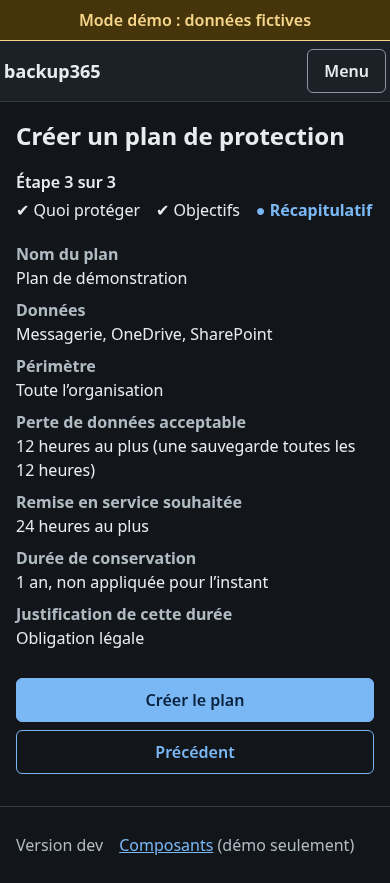 Mode démo : données fictives
backup365
Menu
Créer un plan de protection
Étape 3 sur 3
✔ Quoi protéger ✔ Objectifs ● Récapitulatif
Nom du plan
Plan de démonstration
Données
Messagerie, OneDrive, SharePoint
Périmètre
Toute l’organisation
Perte de données acceptable
12 heures au plus (une sauvegarde toutes les
12 heures)
Remise en service souhaitée
24 heures au plus
Durée de conservation
1 an, non appliquée pour l’instant
Justification de cette durée
Obligation légale
Créer le plan
Précédent
Version dev Composants (démo seulement)